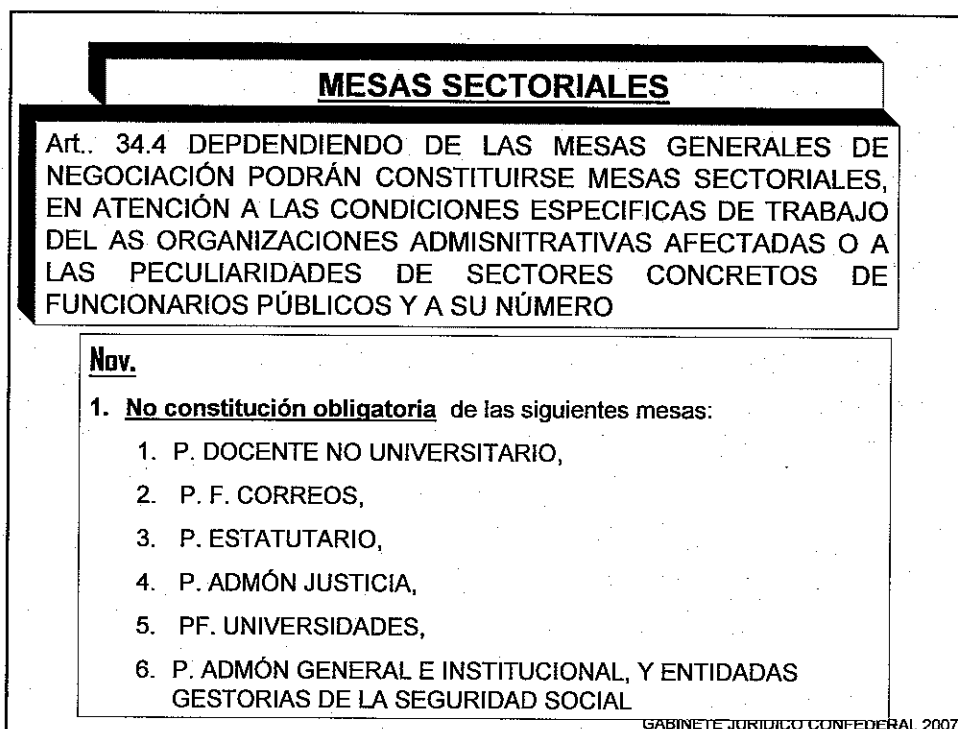 MESAS SECTORIALES
Art.. 34.4 DEPDENDIENDO DE LAS MESAS GENERALES DE
NEGOCIACIÓN PODRÁN CONSTITUIRSE MESAS SECTORIALES,
EN ATENCIÓN A LAS CONDICIONES ESPECIFICAS DE TRABAJO
DEL AS ORGANIZACIONES ADMISNITRATIVAS AFECTADAS O A
LAS PECULIARIDADES DE SECTORES CONCRETOS DE
FUNCIONARIOS PÚBLICOS Y A SU NÚMERO
Nov.
1. No constitución obligatoria de las siguientes mesas:
1. P. DOCENTE NO UNIVERSITARIO,
2. P. F. CORREOS,
3. P. ESTATUTARIO,
4. P. ADMÓN JUSTICIA,
5. PF. UNIVERSIDADES,
6. P. ADMÓN GENERAL E INSTITUCIONAL, Y ENTIDADAS
GESTORIAS DE LA SEGURIDAD SOCIAL
GABINETE JURIDICO CONFEDERAL 2007